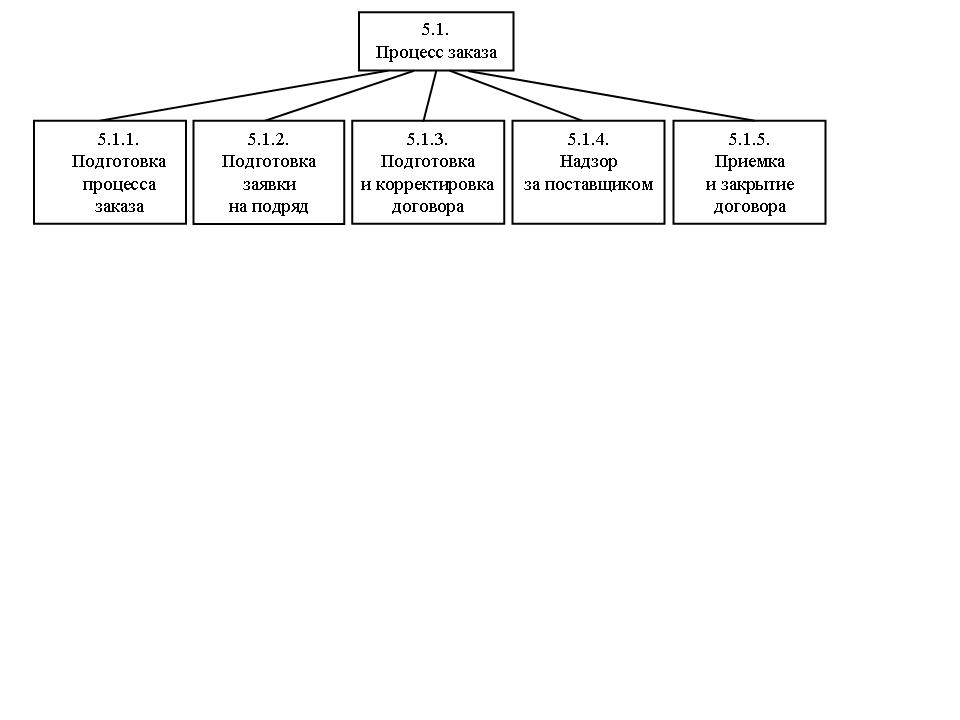 5.1.
Процесс заказа
5.1.1.
Подготовка
процесса
заказа
5.1.2.
Подготовка
заявки
на подряд
5.1.3.
Подготовка
и корректировка
договора
5.1.4.
Надзор
за поставщиком
5.1.5.
Приемка
и закрытие
договора